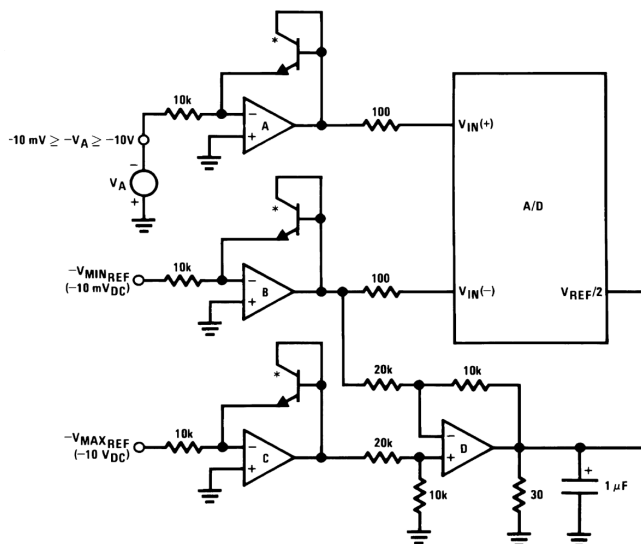 *
10k
−
A
+
100
VIN(+)
-10 mV ≥ -VA ≥ -10V
−
VA
+
A/D
*
−VMINREF
(−10 mVDC)
10k
−
B
+
100
VIN(−)
VREF/2
20k
10k
*
−VMAXREF
(−10 VDC)
10k
−
C
+
20k
−
D
+
10k
30
+
1 μF